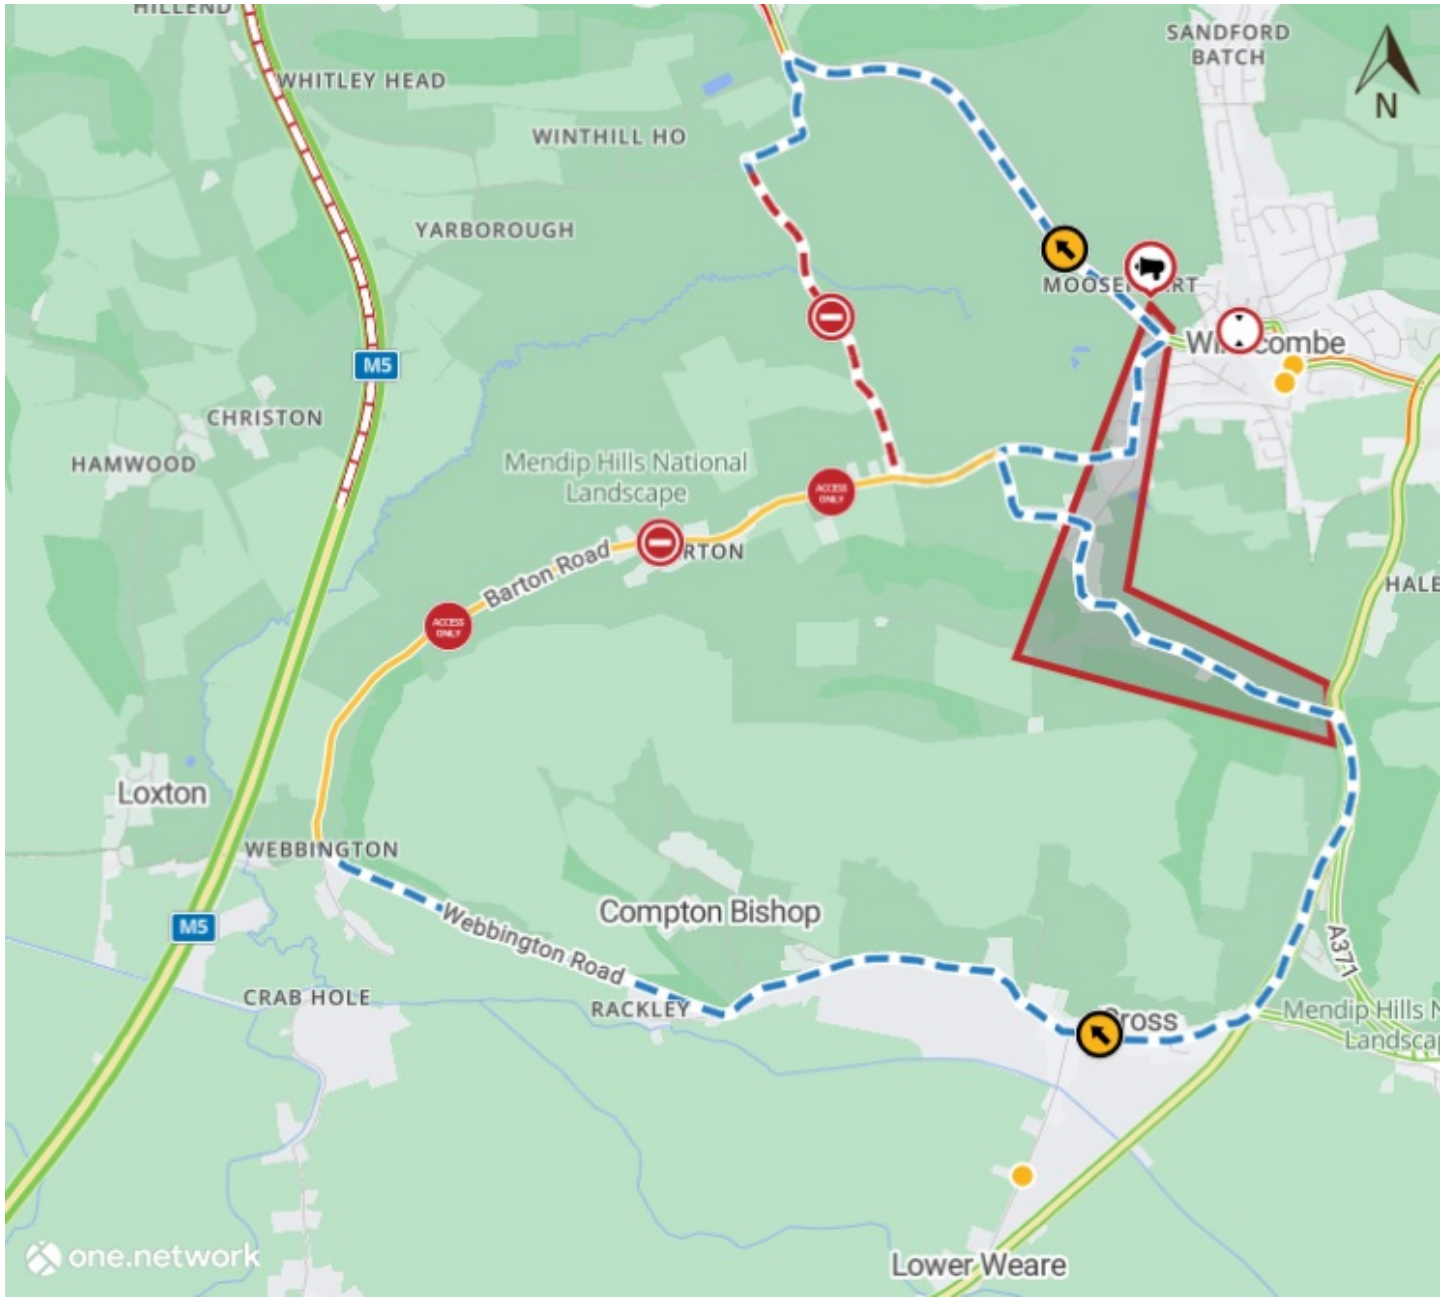 HILLEND
SANDFORD
BATCH
WHITLEY HEAD
N
WINTHILL HO
YARBOROUGH
M5
CHRISTON
HAMWOOD
Mendip Hills National
Landscape
ACCESS
ONLY
RTON
Barton Road
ACCESS
ONLY
HALE
Loxton
WEBBINGTON
Compton Bishop
M5
Webbington Road
A371
CRAB HOLE
RACKLEY
Mendip Hills N
Landscap
one.network
Lower Weare